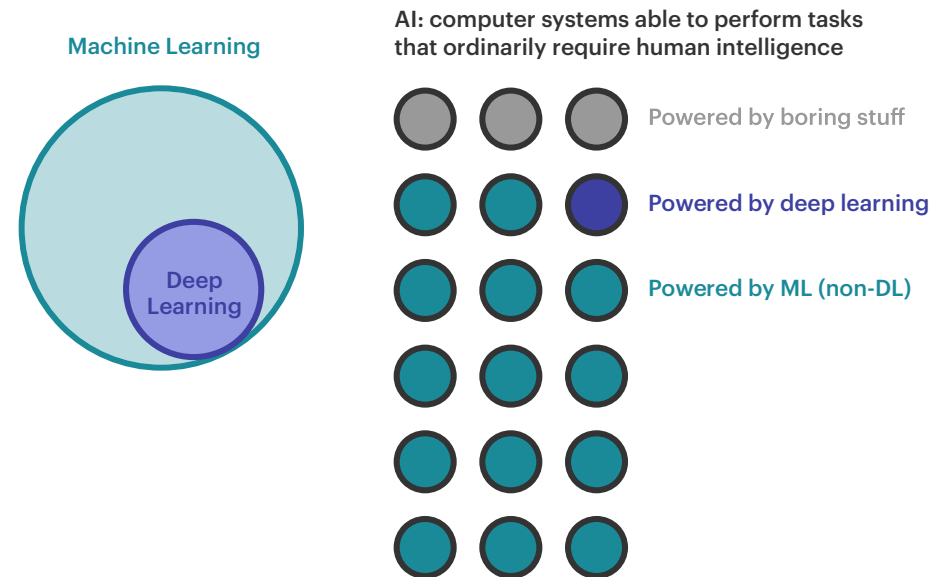 Machine Learning
Deep
Learning
AI: computer systems able to perform tasks
that ordinarily require human intelligence
Powered by boring stuff
Powered by deep learning
Powered by ML (non-DL)